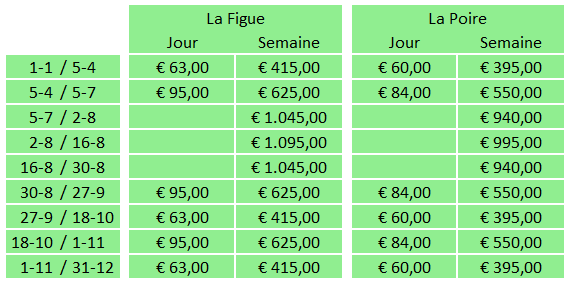 La Figue La Poire
Jour Semaine Jour Semaine
1-1 / 5-4 € 63,00 € 415,00 € 60,00 € 395,00
5-4 / 5-7 € 95,00 € 625,00 € 84,00 € 550,00
5-7 / 2-8 € 1.045,00 € 940,00
2-8 / 16-8 € 1.095,00 € 995,00
16-8 / 30-8 € 1.045,00 € 940,00
30-8 / 27-9 € 95,00 € 625,00 € 84,00 € 550,00
27-9 / 18-10 € 63,00 € 415,00 € 60,00 € 395,00
18-10 / 1-11 € 95,00 € 625,00 € 84,00 € 550,00
1-11 / 31-12 € 63,00 € 415,00 € 60,00 € 395,00